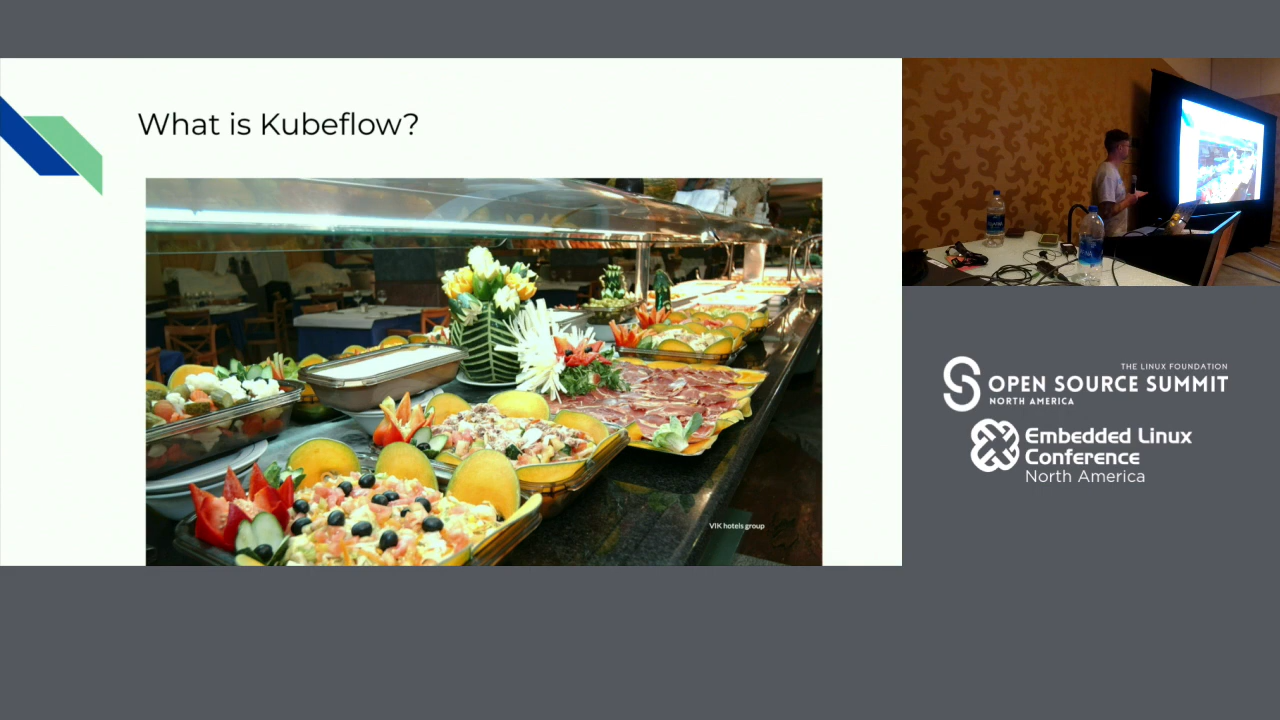 What is Kubeflow?
VIK hotels group
THE LINUX FOUNDATION
OPEN SOURCE SUMMIT
NORTH AMERICA
Embedded Linux
Conference
North America